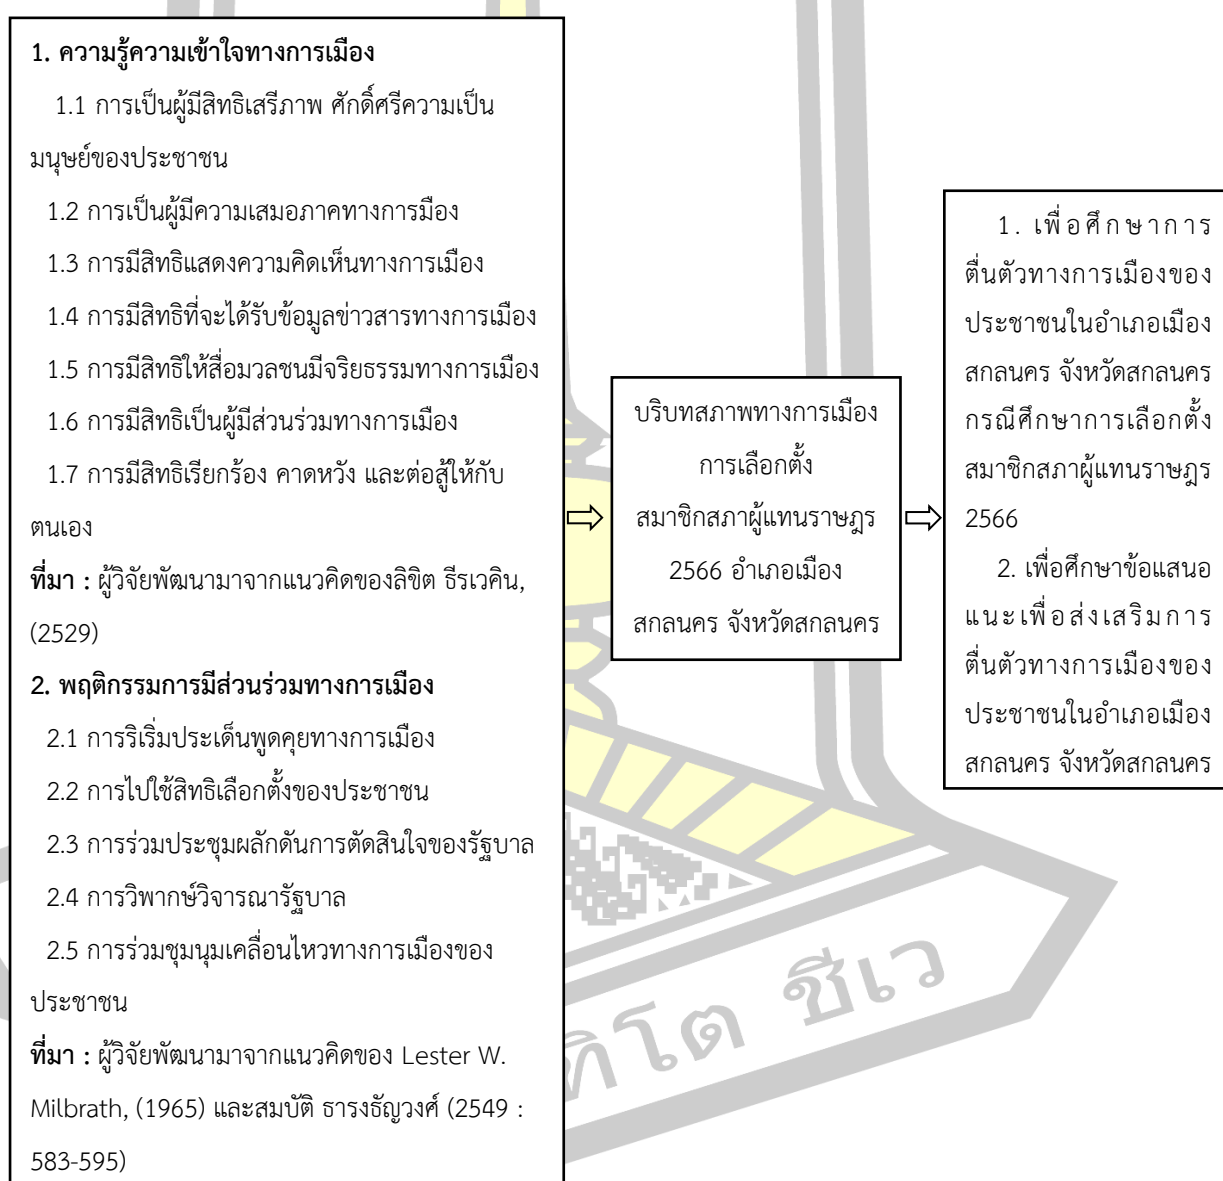 1. ความรู้ความเข้าใจทางการเมือง
1.1 การเป็นผู้มีสิทธิเสรีภาพ ศักดิ์ศรีความเป็น
มนุษย์ของประชาชน
1.2 การเป็นผู้มีความเสมอภาคทางการมือง
1.3 การมีสิทธิแสดงความคิดเห็นทางการเมือง
1.4 การมีสิทธิที่จะได้รับข้อมูลข่าวสารทางการเมือง
1.5 การมีสิทธิให้สื่อมวลชนมีจริยธรรมทางการเมือง
1.6 การมีสิทธิเป็นผู้มีส่วนร่วมทางการเมือง
1.7 การมีสิทธิเรียกร้อง คาดหวัง และต่อสู้ให้กับ
ตนเอง
ที่มา : ผู้วิจัยพัฒนามาจากแนวคิดของลิขิต ธีรเวคิน,
(2529)
2. พฤติกรรมการมีส่วนร่วมทางการเมือง
2.1 การริเริ่มประเด็นพูดคุยทางการเมือง
2.2 การไปใช้สิทธิเลือกตั้งของประชาชน
2.3 การร่วมประชุมผลักดันการตัดสินใจของรัฐบาล
2.4 การวิพากษ์วิจารณารัฐบาล
2.5 การร่วมชุมนุมเคลื่อนไหวทางการเมืองของ
ประชาชน
ที่มา : ผู้วิจัยพัฒนามาจากแนวคิดของ Lester W.
Milbrath, (1965) และสมบัติ ธารงธัญวงศ์ (2549 :
583-595)
บริบทสภาพทางการเมือง
การเลือกตั้ง
สมาชิกสภาผู้แทนราษฎร
2566 อำเภอเมือง
สกลนคร จังหวัดสกลนคร
1. เพื่อศึกษาการ
ตื่นตัวทางการเมืองของ
ประชาชนในอำเภอเมือง
สกลนคร จังหวัดสกลนคร
กรณีศึกษาการเลือกตั้ง
สมาชิกสภาผู้แทนราษฎร
2566
2. เพื่อศึกษาข้อแสนอ
แนะเพื่อส่งเสริมการ
ตื่นตัวทางการเมืองของ
ประชาชนในอำเภอเมือง
สกลนคร จังหวัดสกลนคร
ทิโต ชีเว